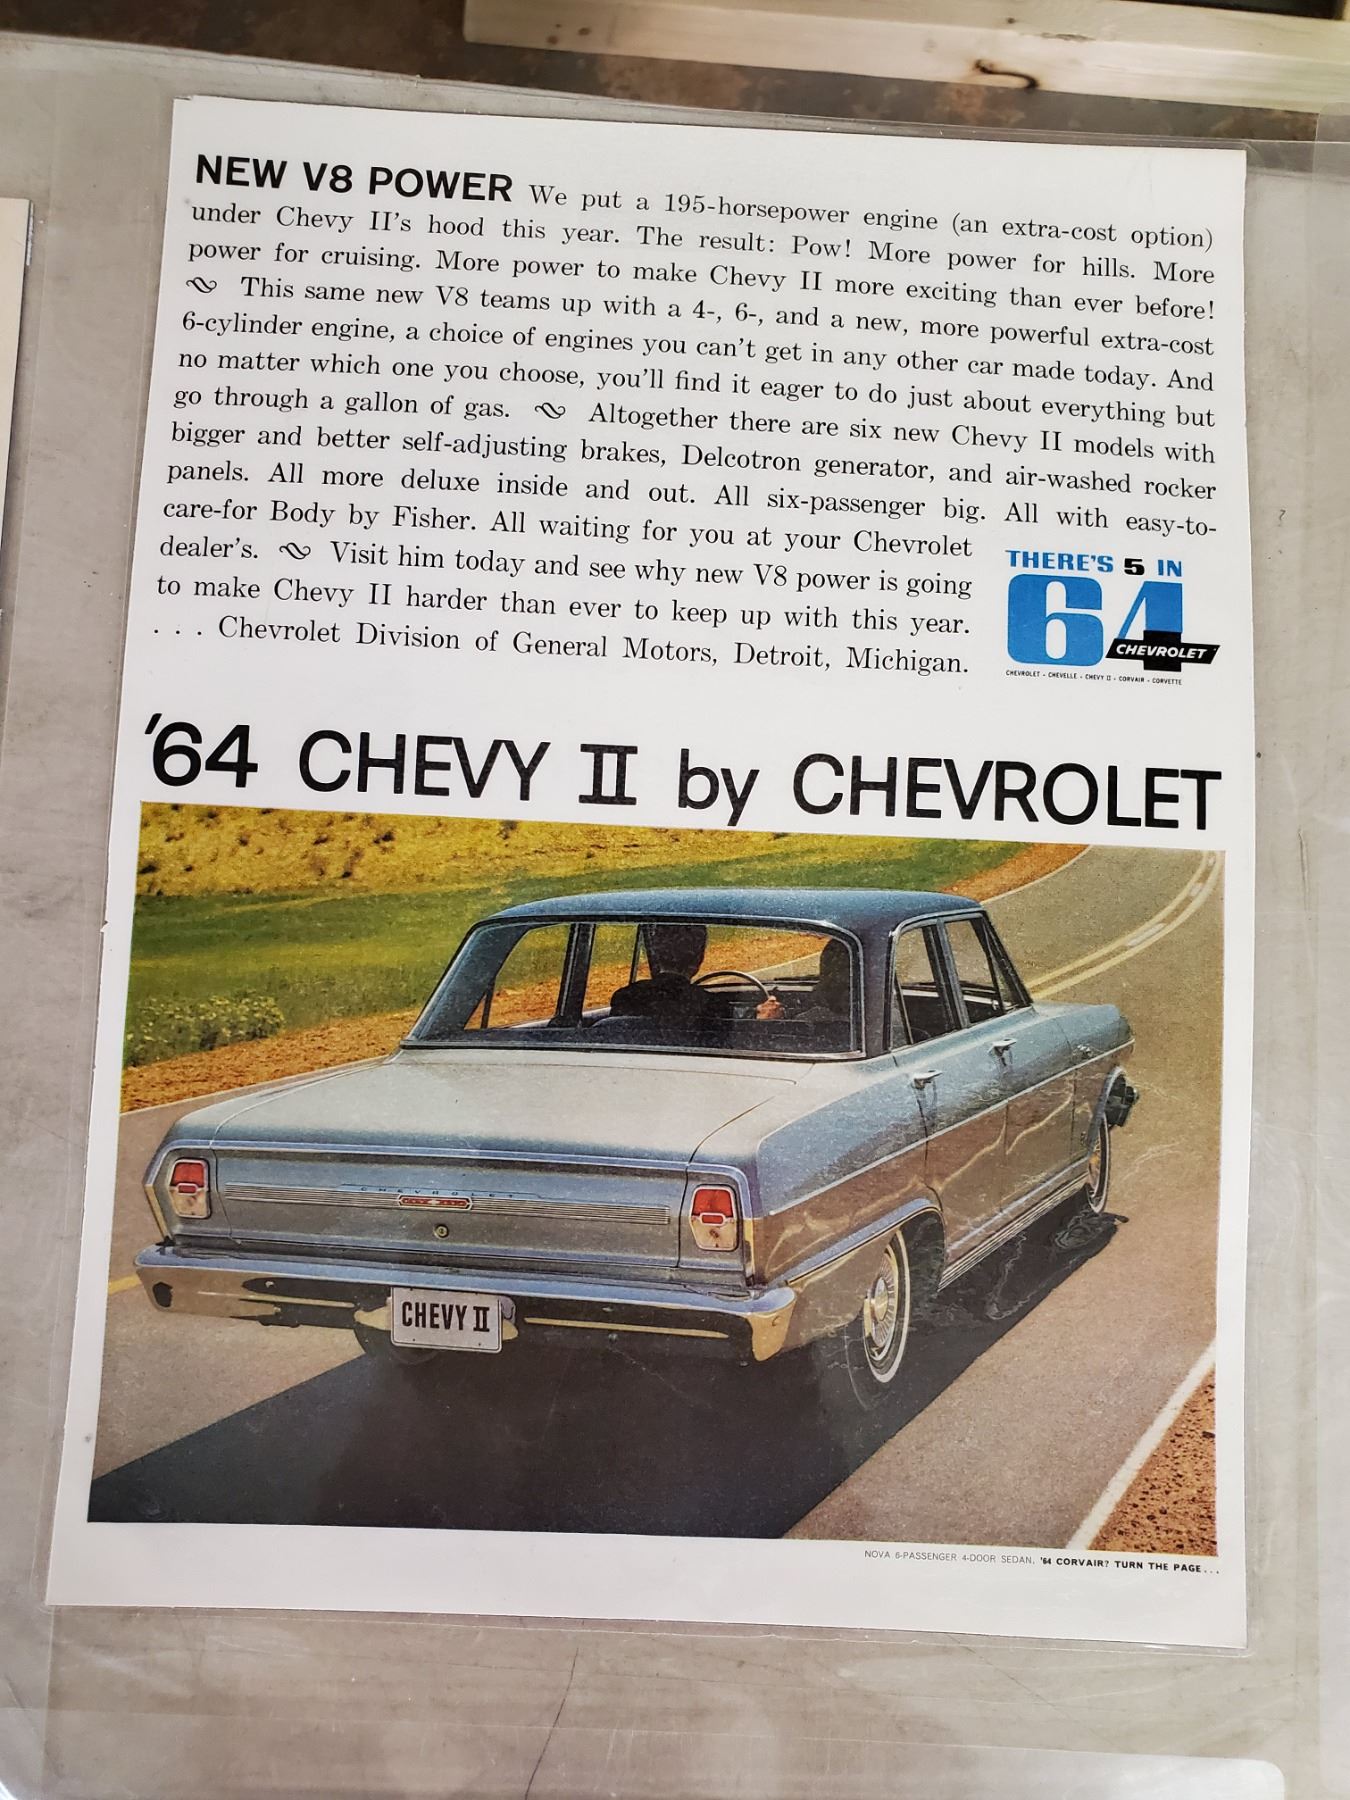 NEW V8 POWER We put a 195-horsepower engine (an extra-cost option)
under Chevy II's hood this year. The result: Pow! More power for hills. More
power for cruising. More power to make Chevy II more exciting than ever before!
This same new V8 teams up with a 4-, 6-, and a new, more powerful extra-cost
6-cylinder engine, a choice of engines you can't get in any other car made today. And
no matter which one you choose, you'll find it eager to do just about everything but
go through a gallon of gas. Altogether there are six new Chevy II models with
bigger and better self-adjusting brakes, Delcotron generator, and air-washed rocker
panels. All more deluxe inside and out. All six-passenger big. All with easy-to-
care-for Body by Fisher. All waiting for you at your Chevrolet
dealer's. Visit him today and see why new V8 power is going
to make Chevy II harder than ever to keep up with this year.
. . . Chevrolet Division of General Motors, Detroit, Michigan.
THERE'S 5 IN
64
CHEVROLET
CHEVROLET • CHEVELLE • CHEVY II • CORVAIR • CORVETTE
'64 CHEVY II by CHEVROLET
CHEVROLET
CHEVY II
NOVA 6-PASSENGER 4-DOOR SEDAN. '64 CORVAIR? TURN THE PAGE...